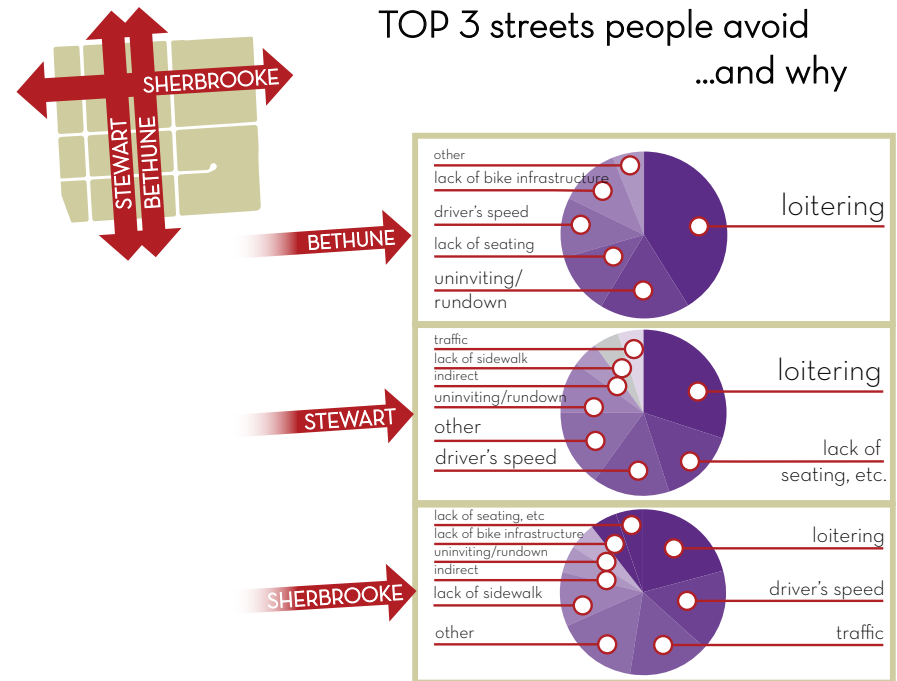 TOP 3 streets people avoid
...and why
SHERBROOKE
STEWART
BETHUNE
BETHUNE
other
lack of bike infrastructure
driver's speed
lack of seating
uninviting/
rundown
loitering
STEWART
traffic
lack of sidewalk
indirect
uninviting/rundown
other
driver's speed
loitering
lack of
seating, etc.
SHERBROOKE
lack of seating, etc
lack of bike infrastructure
uninviting/rundown
indirect
lack of sidewalk
other
loitering
driver's speed
traffic